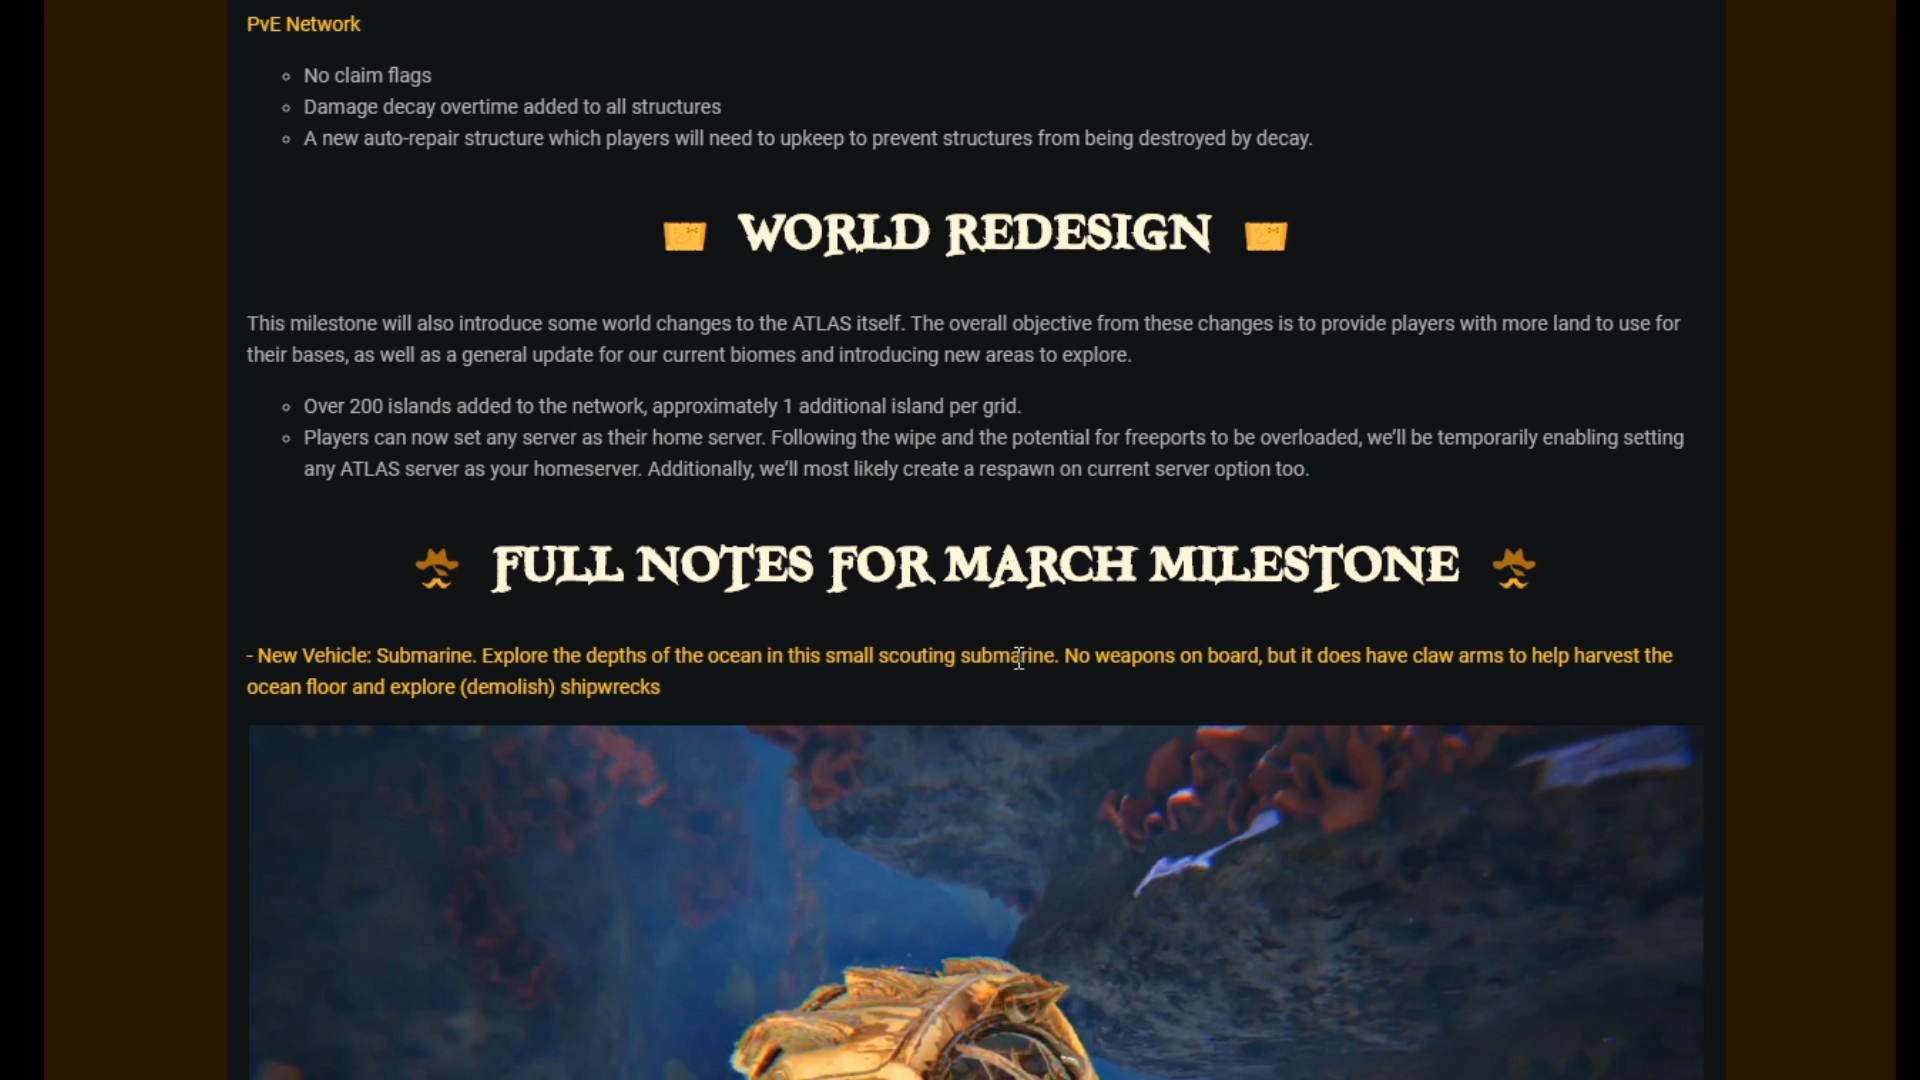 PvE Network
No claim flags
Damage decay overtime added to all structures
A new auto-repair structure which players will need to upkeep to prevent structures from being destroyed by decay.
WORLD REDESIGN
This milestone will also introduce some world changes to the ATLAS itself. The overall objective from these changes is to provide players with more land to use for
their bases, as well as a general update for our current biomes and introducing new areas to explore.
Over 200 islands added to the network, approximately 1 additional island per grid.
Players can now set any server as their home server. Following the wipe and the potential for freeports to be overloaded, we’ll be temporarily enabling setting
any ATLAS server as your homeserver. Additionally, we’ll most likely create a respawn on current server option too.
FULL NOTES FOR MARCH MILESTONE
- New Vehicle: Submarine. Explore the depths of the ocean in this small scouting submarine. No weapons on board, but it does have claw arms to help harvest the
ocean floor and explore (demolish) shipwrecks